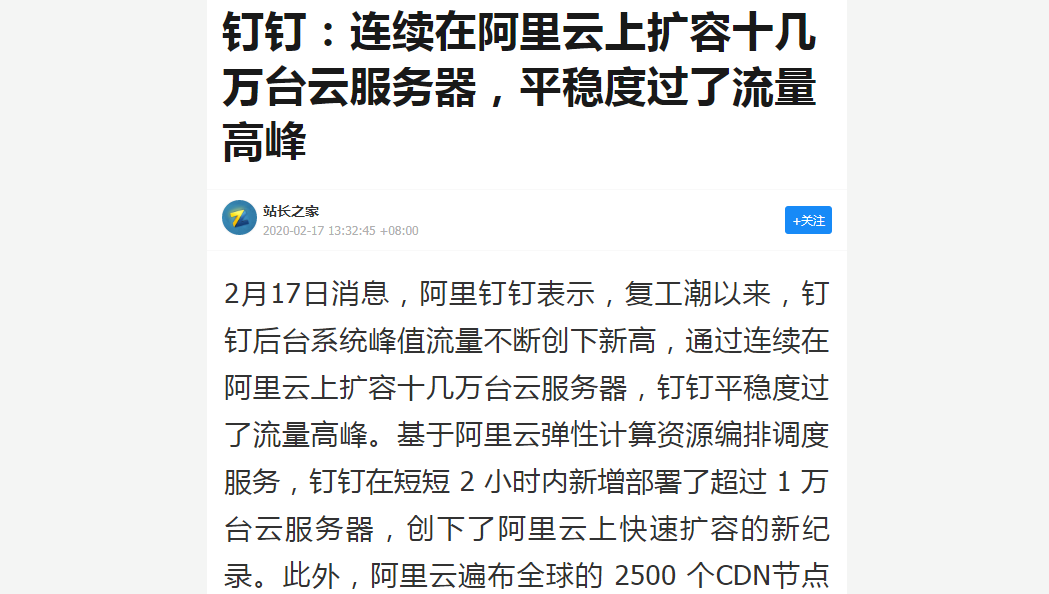 钉钉：连续在阿里云上扩容十几
万台云服务器，平稳度过了流量
高峰
站长之家
2020-02-17 13:32:45 +08:00
+关注
2月17日消息，阿里钉钉表示，复工潮以来，钉
钉后台系统峰值流量不断创下新高，通过连续在
阿里云上扩容十几万台云服务器，钉钉平稳度过
了流量高峰。基于阿里云弹性计算资源编排调度
服务，钉钉在短短 2 小时内新增部署了超过 1 万
台云服务器，创下了阿里云上快速扩容的新纪
录。此外，阿里云遍布全球的 2500 个CDN节点